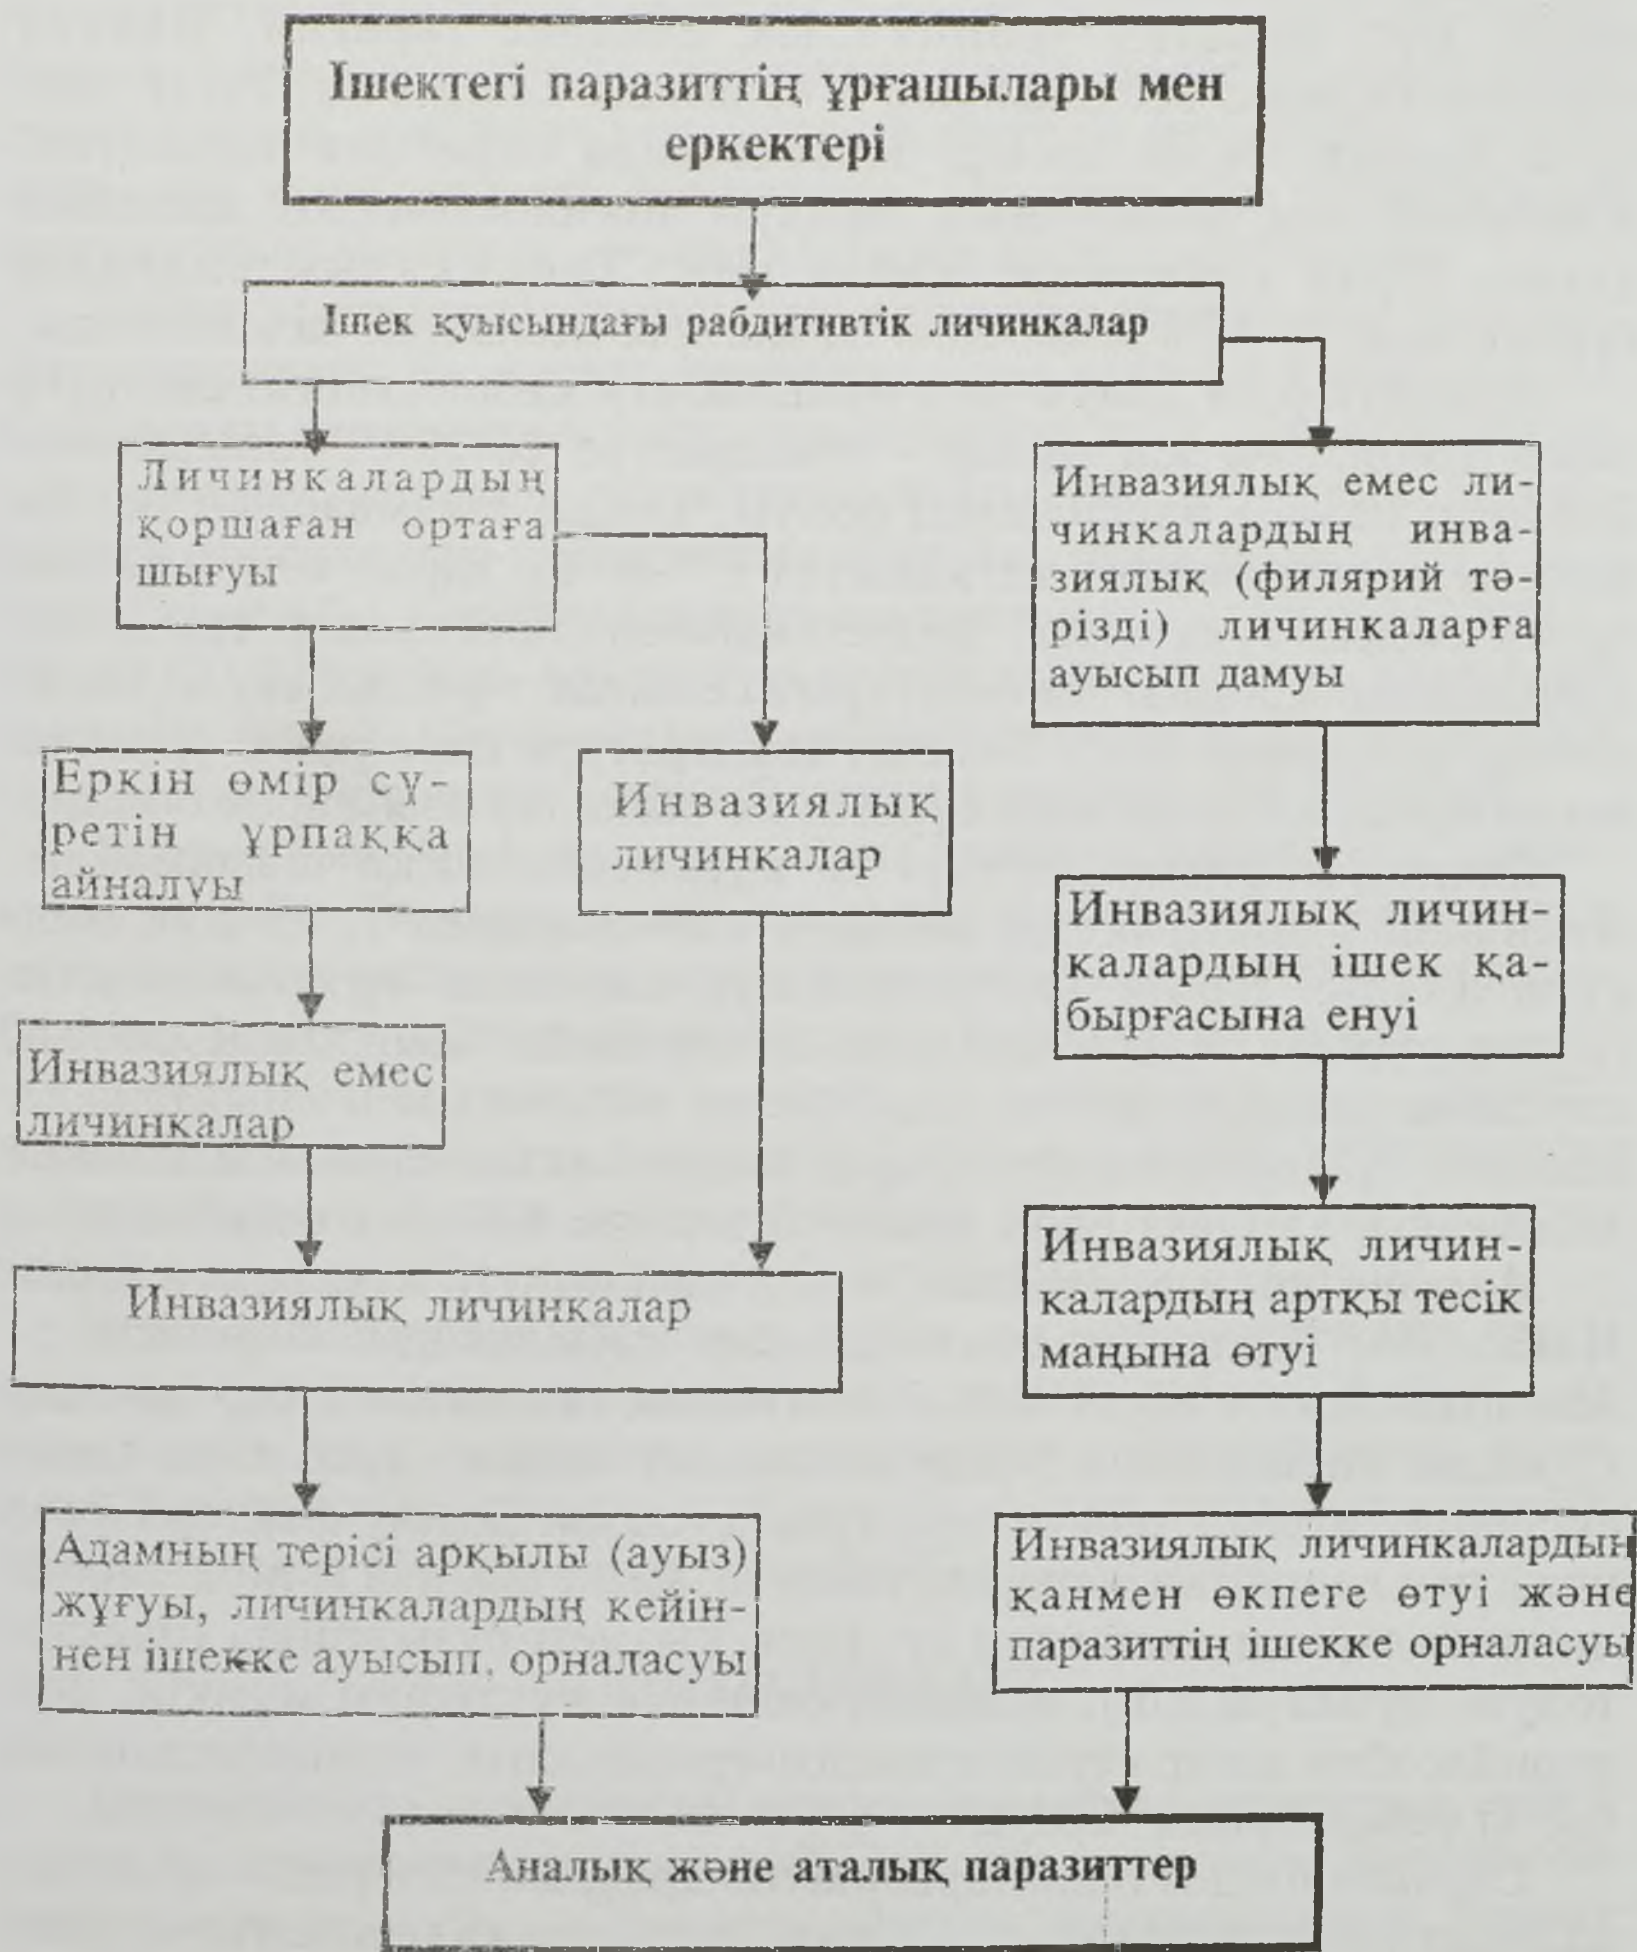 Ішектегі паразиттің ұрғашылары мен
еркектері
Ішек қуысындағы рабдитивтік личинкалар
Личинкалардың
қоршаған ортаға
шығуы
Инвазиялық емес ли-
чинкалардың инва-
зиялық (филярий тә-
різді) личинкаларға
ауысып дамуы
Еркін өмір сү-
ретін ұрпаққа
айналуы
Инвазиялық
личинкалар
Инвазиялық личин-
калардың ішек қа-
бырғасына енуі
Инвазиялық емес
личинкалар
Инвазиялық личин-
калардың артқы тесік
маңына өтуі
Инвазиялық личинкалар
Адамның терісі арқылы (ауыз)
жұғуы, личинкалардың кейін-
нен ішекке ауысып, орналасуы
Инвазиялық личинкалардың
қанмен өкпеге өтуі және
паразиттің ішекке орналасуы
Аналық және аталық паразиттер